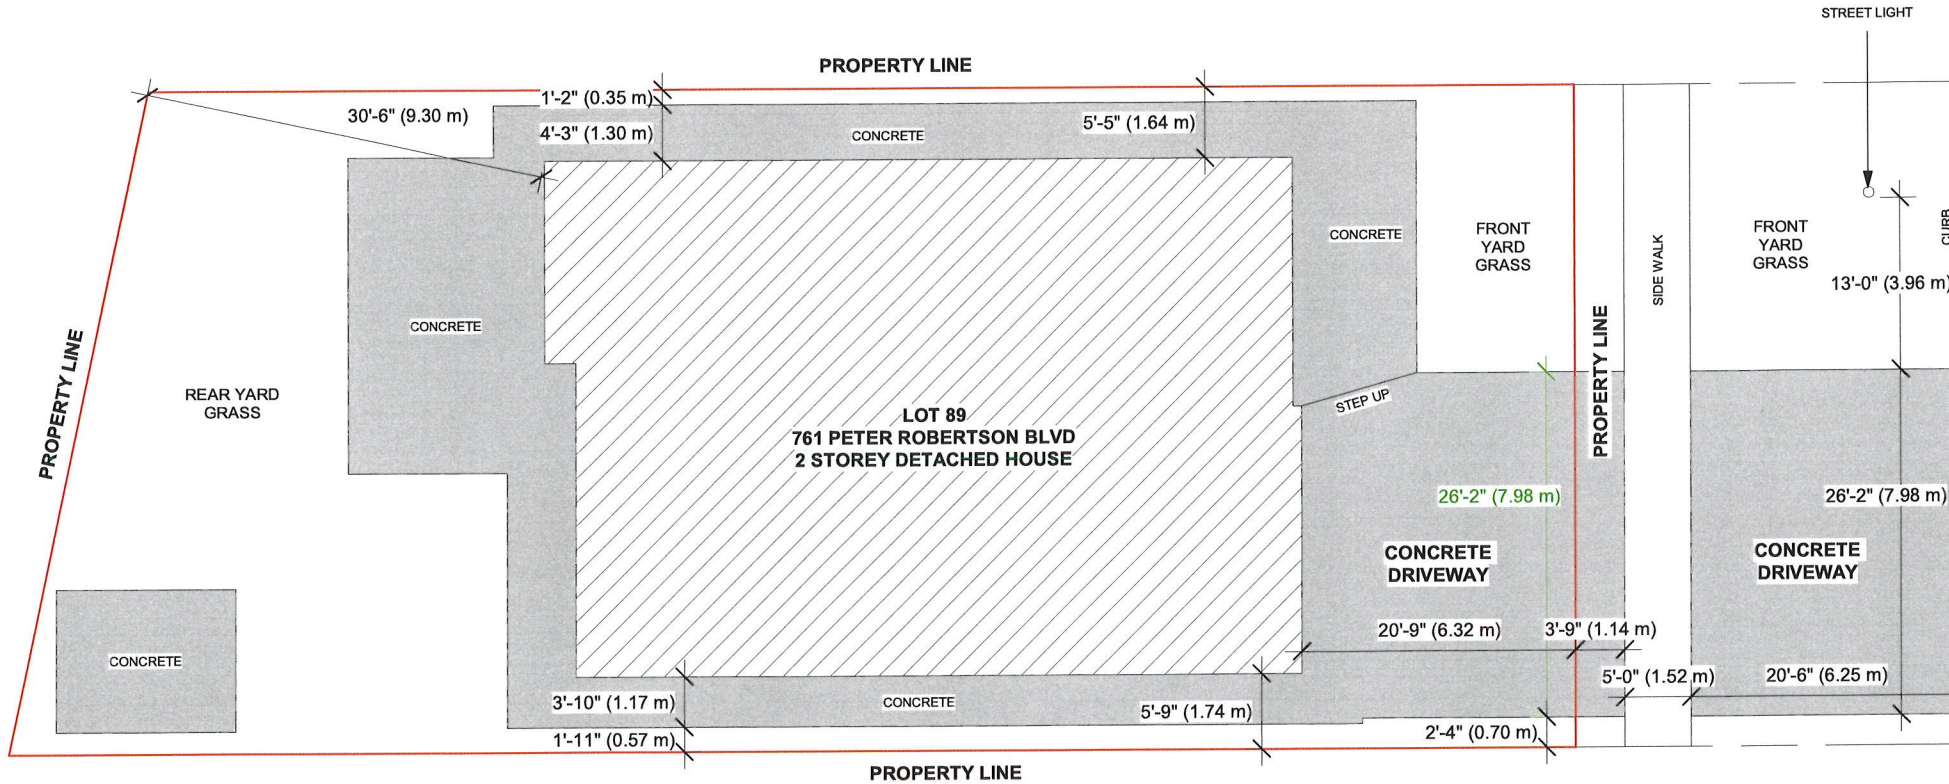 STREET LIGHT
PROPERTY LINE
1'-2" (0.35 m)
30'-6" (9.30 m)
4'-3" (1.30 m)
CONCRETE
5'-5" (1.64 m)
CONCRETE
FRONT
YARD
GRASS
SIDE WALK
FRONT
YARD
GRASS
CURB
13'-0" (3.96 m)
CONCRETE
PROPERTY LINE
REAR YARD
GRASS
STEP UP
PROPERTY LINE
LOT 89
761 PETER ROBERTSON BLVD
2 STOREY DETACHED HOUSE
26'-2" (7.98 m)
26'-2" (7.98 m)
CONCRETE
DRIVEWAY
CONCRETE
DRIVEWAY
20'-9" (6.32 m)
3'-9" (1.14 m)
CONCRETE
5'-0" (1.52 m)
20'-6" (6.25 m)
3'-10" (1.17 m)
CONCRETE
5'-9" (1.74 m)
1'-11" (0.57 m)
2'-4" (0.70 m)
PROPERTY LINE